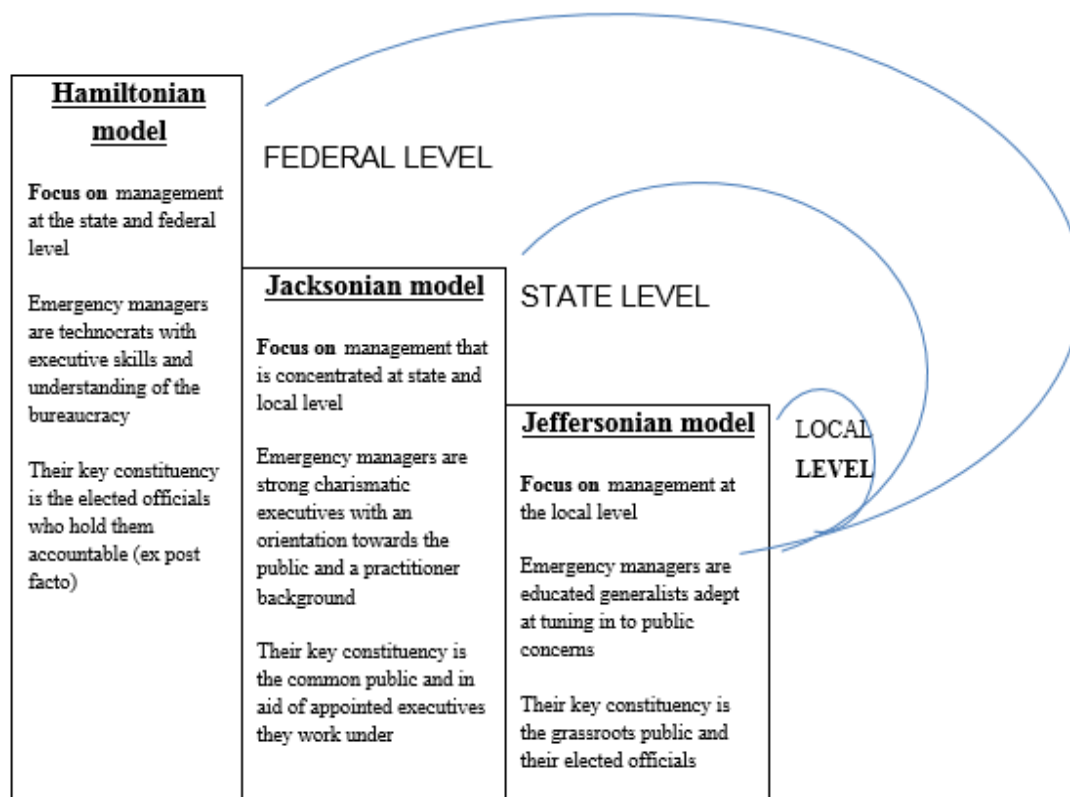 Hamiltonian
model
Focus on management
at the state and federal
level
Emergency managers
are technocrats with
executive skills and
understanding of the
bureaucracy
Their key constituency
is the elected officials
who hold them
accountable (ex post
facto)
FEDERAL LEVEL
Jacksonian model
Focus on management that
is concentrated at state and
local level
Emergency managers are
strong charismatic
executives with an
orientation towards the
public and a practitioner
background
Their key constituency is
the common public and in
aid of appointed executives
they work under
STATE LEVEL
Jeffersonian model
Focus on management at
the local level
Emergency managers are
educated generalists adept
at tuning in to public
concerns
Their key constituency is
the grassroots public and
their elected officials
LOCAL
LEVEL